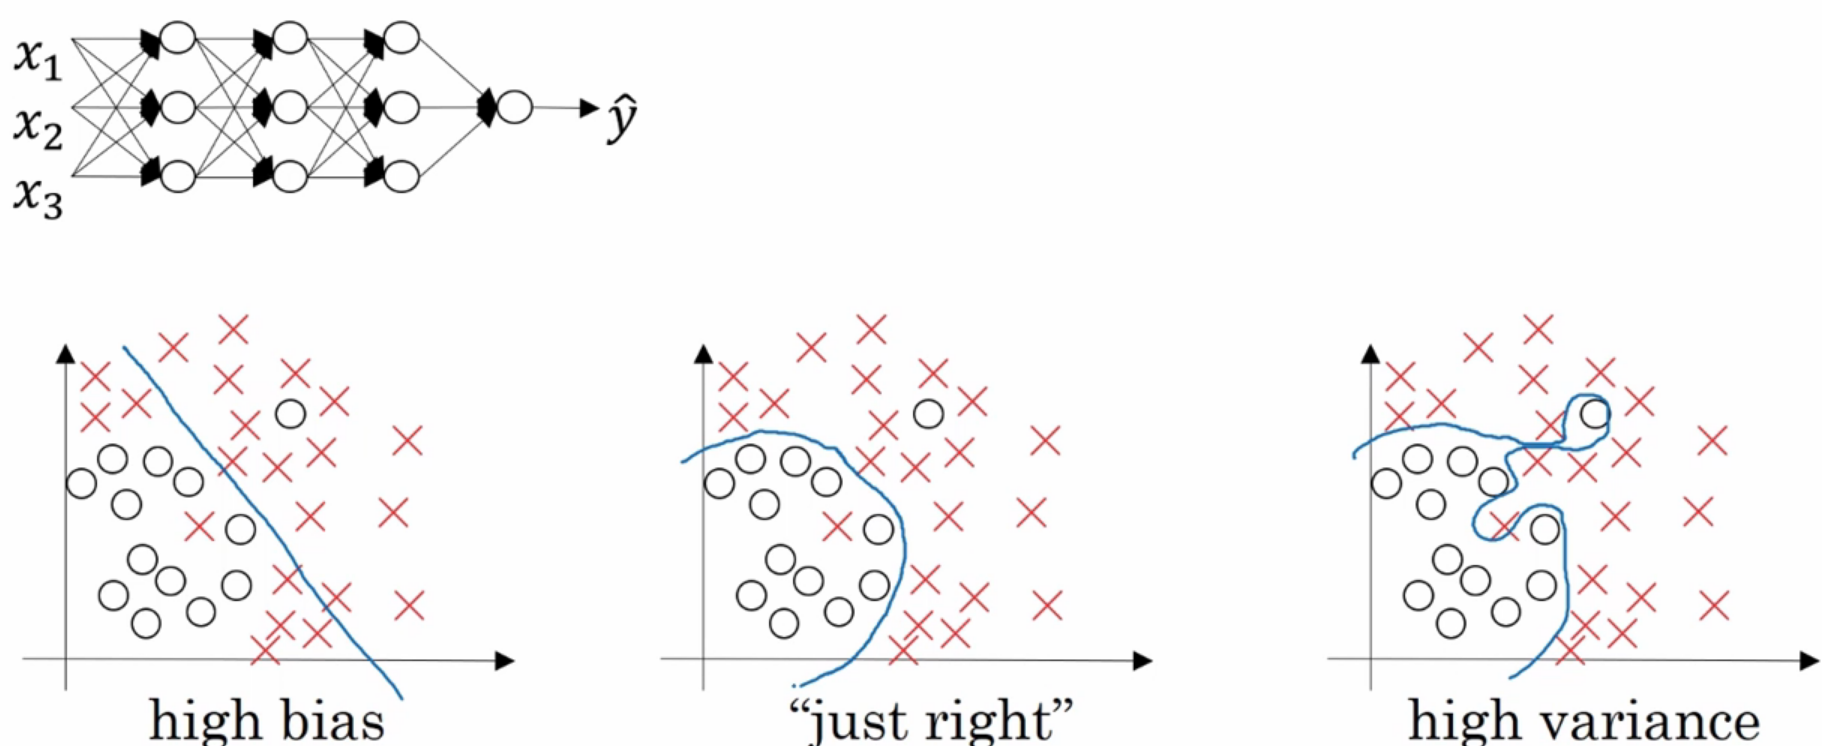 x₁
x₂
x₃
ŷ
high bias
“just right”
high variance